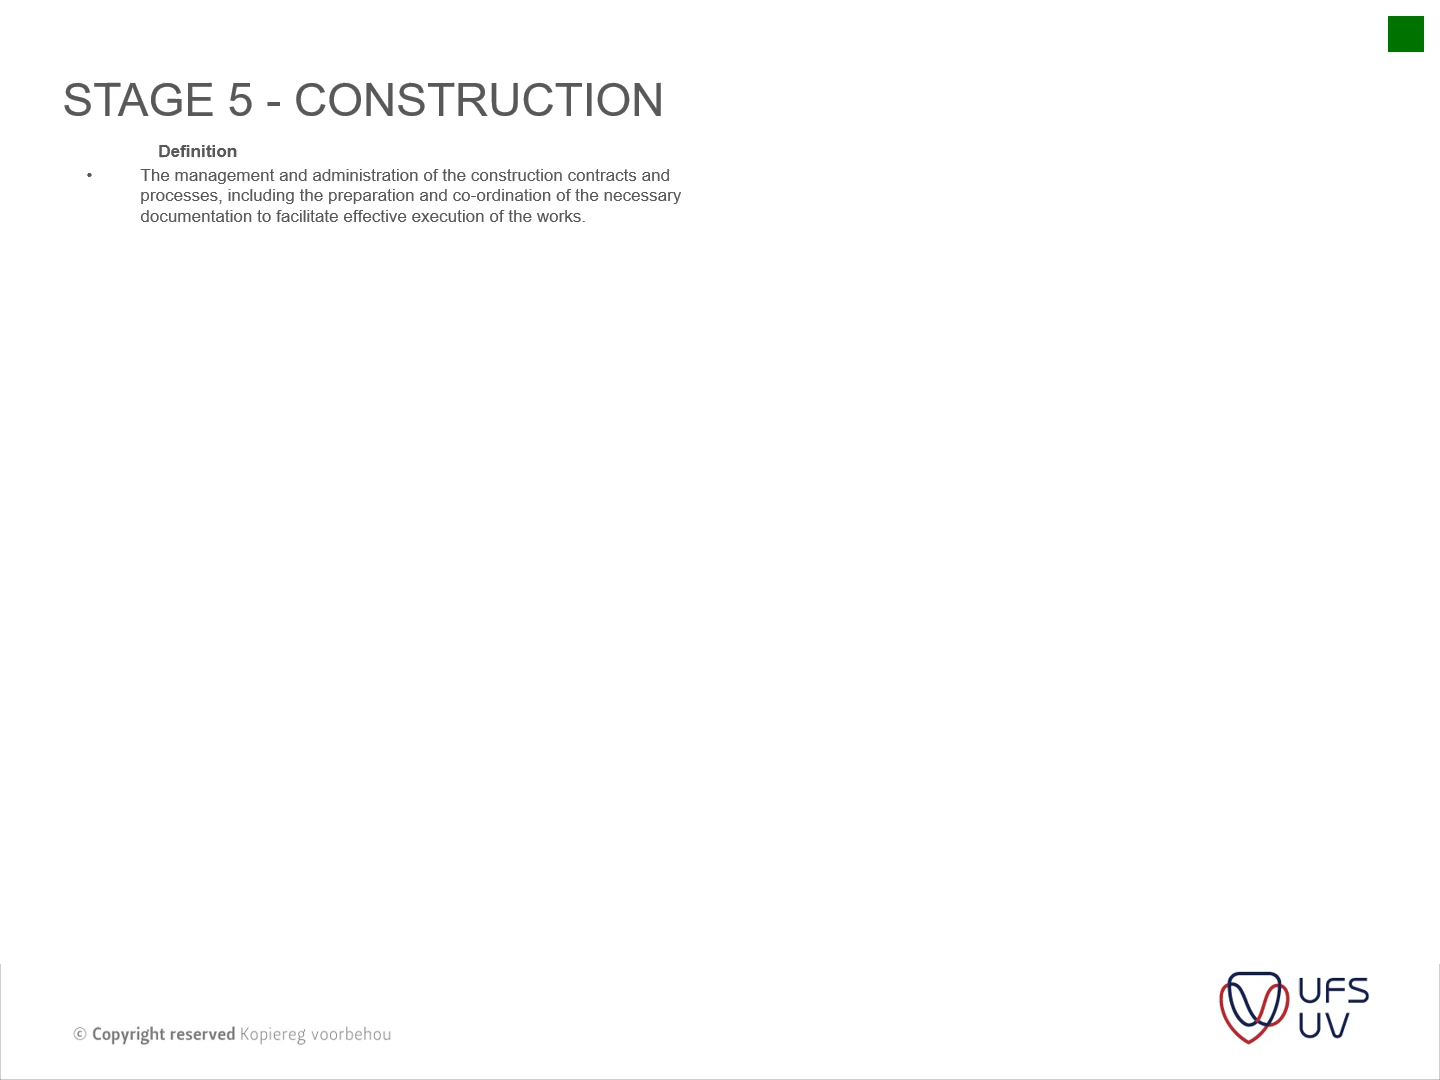 STAGE 5 - CONSTRUCTION
Definition
• The management and administration of the construction contracts and
processes, including the preparation and co-ordination of the necessary
documentation to facilitate effective execution of the works.
© Copyright reserved Kopiereg voorbehou
UFS
UV